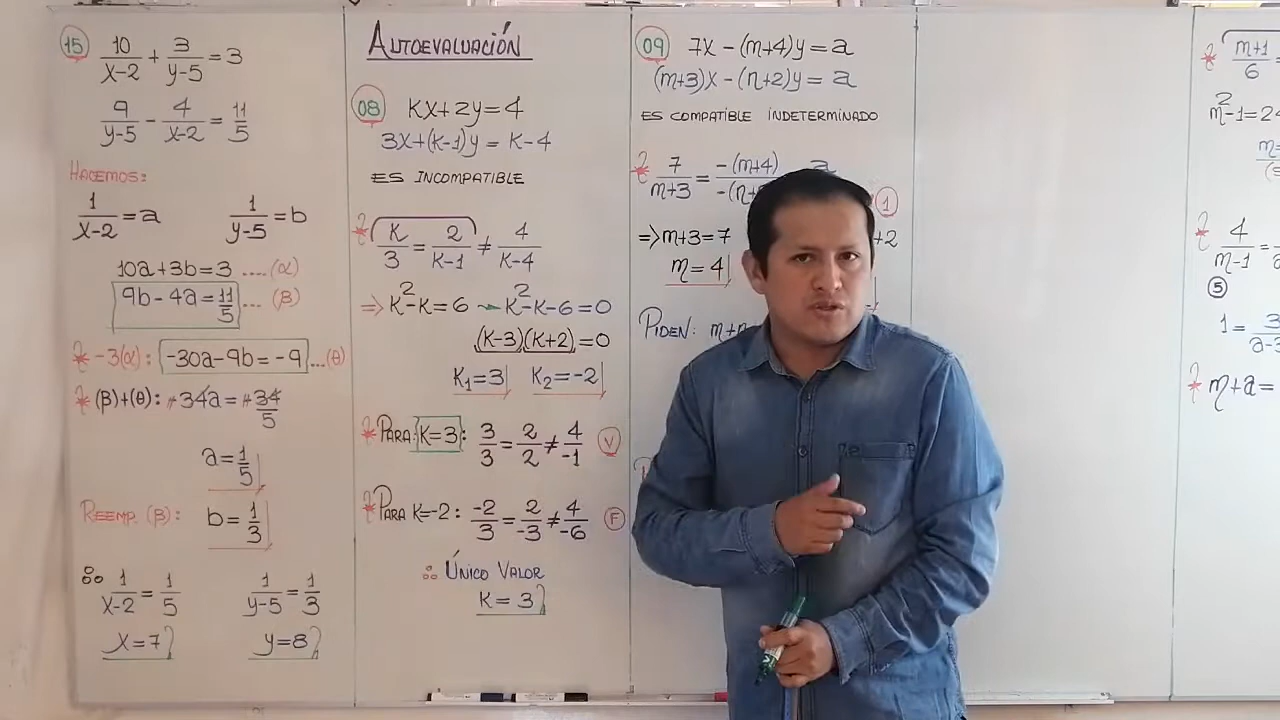 15
10/(x-2) + 3/(y-5) = 3
9/(y-5) - 4/(x-2) = 11/5
HACEMOS:
1/(x-2) = a    1/(y-5) = b
10a+3b=3 ....(α)
9b-4a=11/5 ... (β)
* -3(α): -30a-9b=-9 ...(θ)
* (β)+(θ): -34a = -34/5
a=1/5
REEMP. (β): b=1/3
∴ 1/(x-2) = 1/5    1/(y-5) = 1/3
x=7    y=8
AUTOEVALUACIÓN
08
Kx+2y=4
3x+(K-1)y = K-4
ES INCOMPATIBLE
* K/3 = 2/(K-1) ≠ 4/(K-4)
⇒ K²-K=6 → K²-K-6=0
(K-3)(K+2)=0
K₁=3    K₂=-2
* PARA K=3: 3/3 = 2/2 ≠ 4/-1 (V)
* PARA K=-2: -2/3 = 2/-3 ≠ 4/-6 (F)
∴ ÚNICO VALOR
K=3
09
7x-(m+4)y=a
(m+3)x-(n+2)y=a
ES COMPATIBLE INDETERMINADO
* 7/(m+3) = -(m+4)/-(n+
1
⇒ m+3=7    +2
m=4
PIDEN: m+n
* (m+1)/6 =
m²-1=24
* 4/(m-1) =
5
1 = 3/(a-3
* m+a=